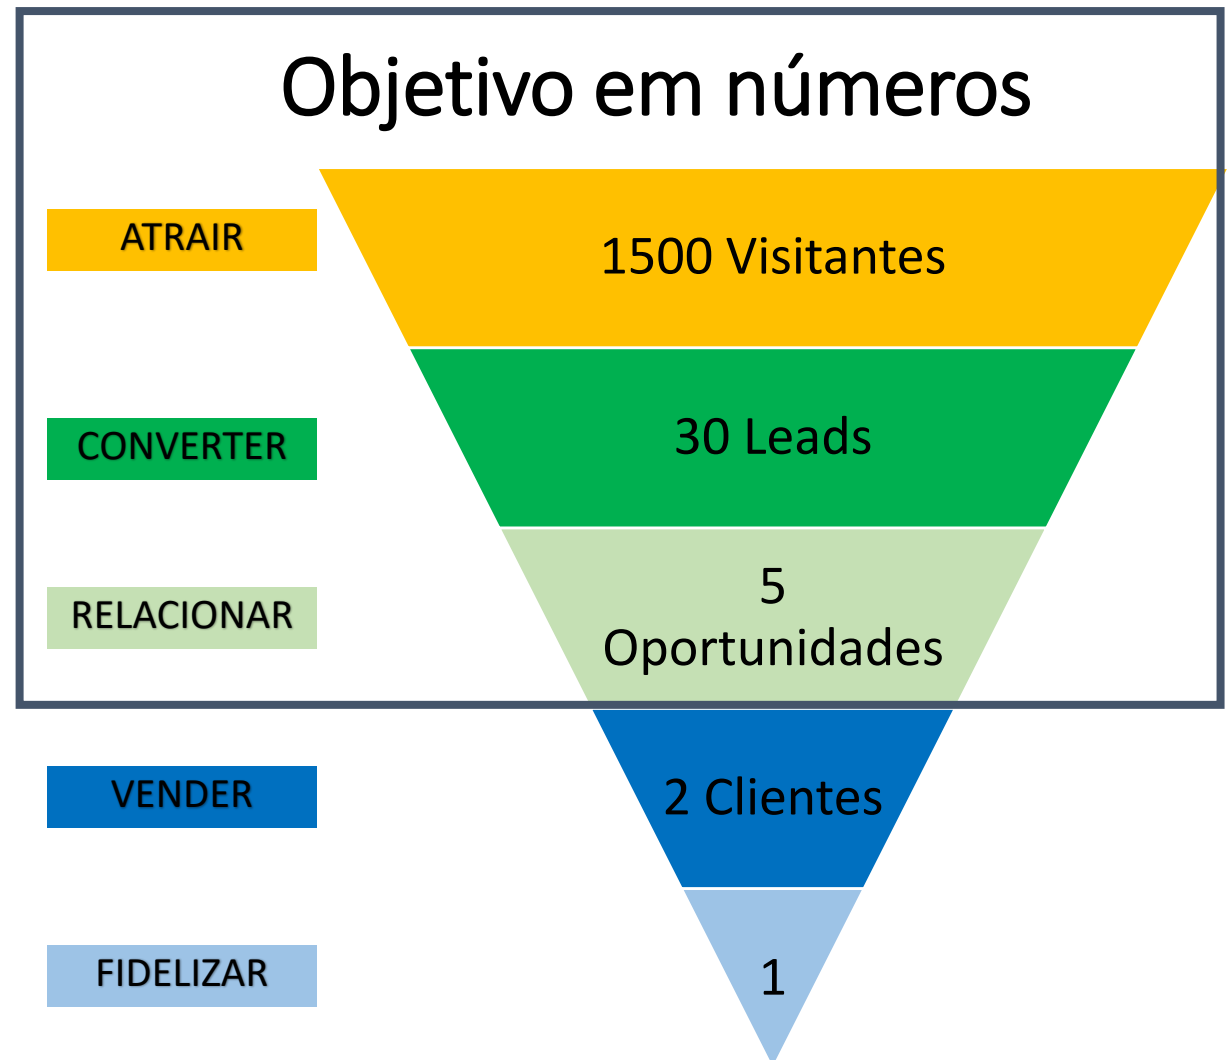 Objetivo em números
ATRAIR
1500 Visitantes
CONVERTER
30 Leads
RELACIONAR
5
Oportunidades
VENDER
2 Clientes
FIDELIZAR
1